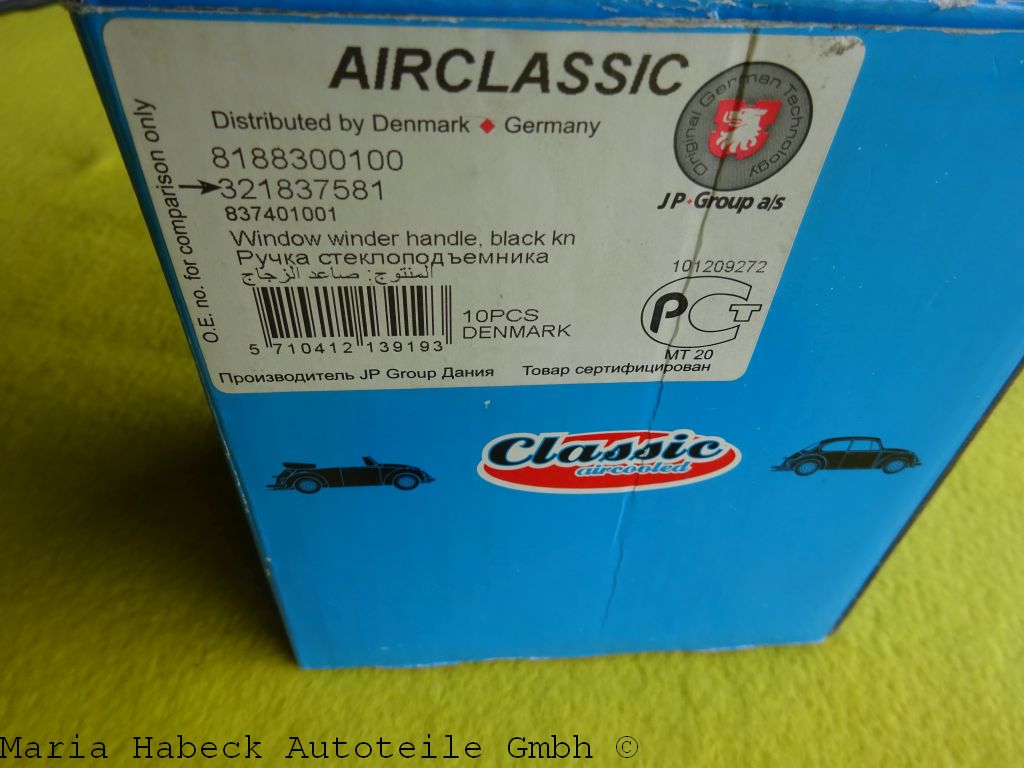 AIRCLASSIC
Distributed by Denmark ♦ Germany
8188300100
321837581
837401001
Window winder handle, black kn
Ручка стеклоподъемника
المنتوج: صاعد الزجاج
5 710412 139193
10PCS
DENMARK
Производитель JP Group Дания
Товар сертифицирован
O.E. no. for comparison only
Original German Technology
JP♦Group a/s
101209272
РСТ
МТ 20
Classic
aircooled
Maria Habeck Autoteile Gmbh ©